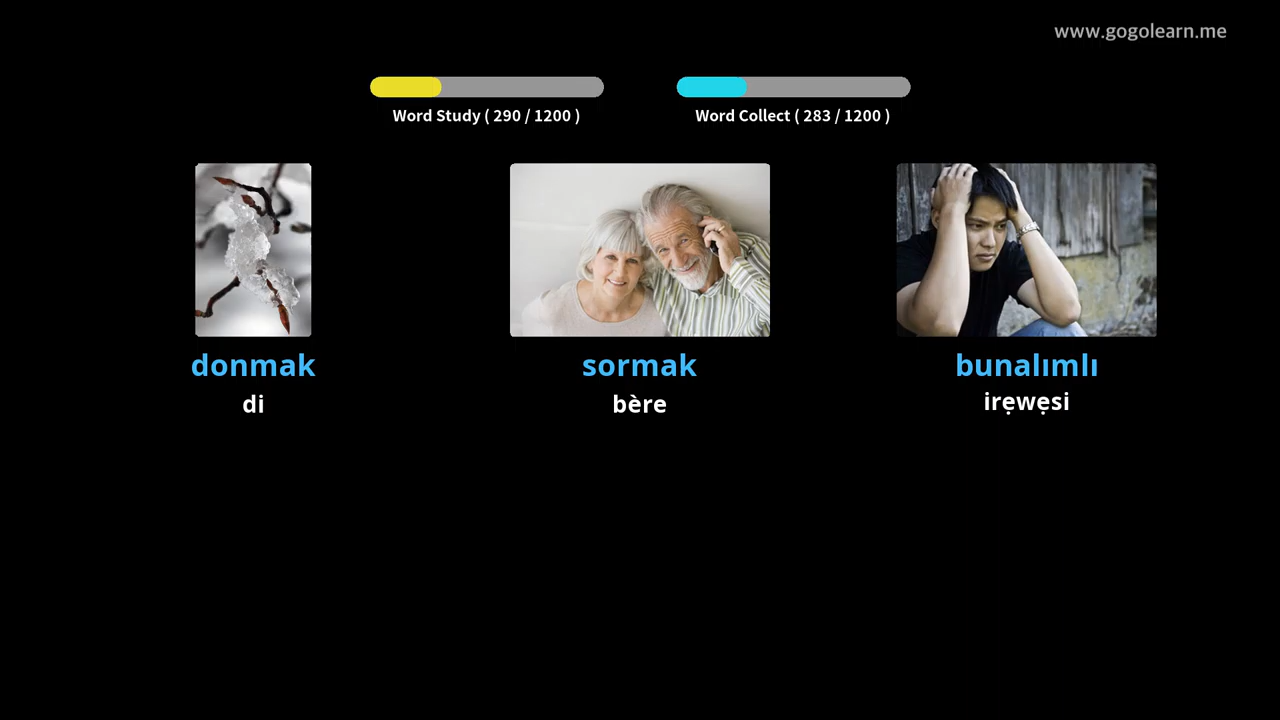 www.gogolearn.me
Word Study ( 290 / 1200 )
Word Collect ( 283 / 1200 )
donmak
sormak
bunalımlı
di
bère
irẹwẹsi